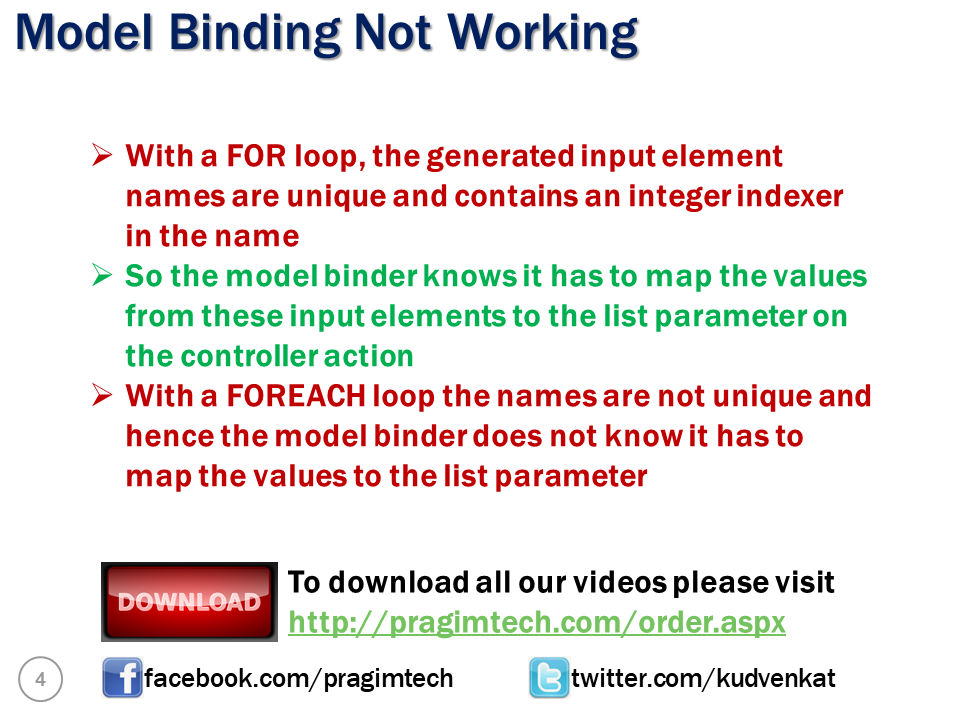 Model Binding Not Working
With a FOR loop, the generated input element
names are unique and contains an integer indexer
in the name
So the model binder knows it has to map the values
from these input elements to the list parameter on
the controller action
With a FOREACH loop the names are not unique and
hence the model binder does not know it has to
map the values to the list parameter
DOWNLOAD
To download all our videos please visit
http://pragimtech.com/order.aspx
4
f facebook.com/pragimtech
t twitter.com/kudvenkat